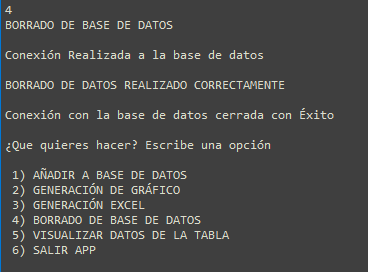 4
BORRADO DE BASE DE DATOS
Conexión Realizada a la base de datos
BORRADO DE DATOS REALIZADO CORRECTAMENTE
Conexión con la base de datos cerrada con Éxito
¿Que quieres hacer? Escribe una opción
1) AÑADIR A BASE DE DATOS
2) GENERACIÓN DE GRÁFICO
3) GENERACIÓN EXCEL
4) BORRADO DE BASE DE DATOS
5) VISUALIZAR DATOS DE LA TABLA
6) SALIR APP